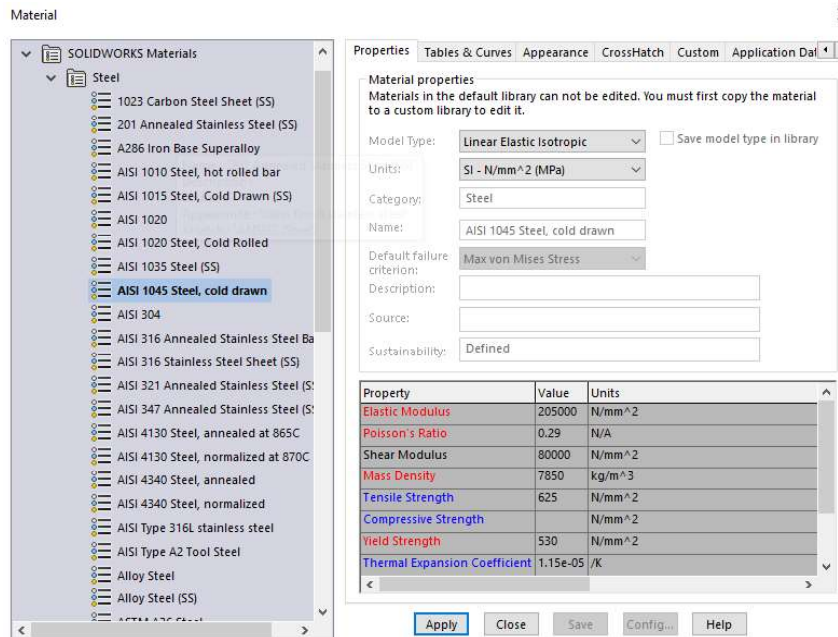 Material
SOLIDWORKS Materials
Steel
1023 Carbon Steel Sheet (SS)
201 Annealed Stainless Steel (SS)
A286 Iron Base Superalloy
AISI 1010 Steel, hot rolled bar
AISI 1015 Steel, Cold Drawn (SS)
AISI 1020
AISI 1020 Steel, Cold Rolled
AISI 1035 Steel (SS)
AISI 1045 Steel, cold drawn
AISI 304
AISI 316 Annealed Stainless Steel Ba
AISI 316 Stainless Steel Sheet (SS)
AISI 321 Annealed Stainless Steel (S
AISI 347 Annealed Stainless Steel (S
AISI 4130 Steel, annealed at 865C
AISI 4130 Steel, normalized at 870C
AISI 4340 Steel, annealed
AISI 4340 Steel, normalized
AISI Type 316L stainless steel
AISI Type A2 Tool Steel
Alloy Steel
Alloy Steel (SS)
ASTM A36 Steel
Properties Tables & Curves Appearance CrossHatch Custom Application Dat
Material properties
Materials in the default library can not be edited. You must first copy the material
to a custom library to edit it.
Model Type: Linear Elastic Isotropic Save model type in library
Units: SI - N/mm^2 (MPa)
Category: Steel
Name: AISI 1045 Steel, cold drawn
Default failure
criterion: Max von Mises Stress
Description:
Source:
Sustainability: Defined
Property Value Units
Elastic Modulus 205000 N/mm^2
Poisson's Ratio 0.29 N/A
Shear Modulus 80000 N/mm^2
Mass Density 7850 kg/m^3
Tensile Strength 625 N/mm^2
Compressive Strength N/mm^2
Yield Strength 530 N/mm^2
Thermal Expansion Coefficient 1.15e-05 /K
Apply Close Save Config... Help